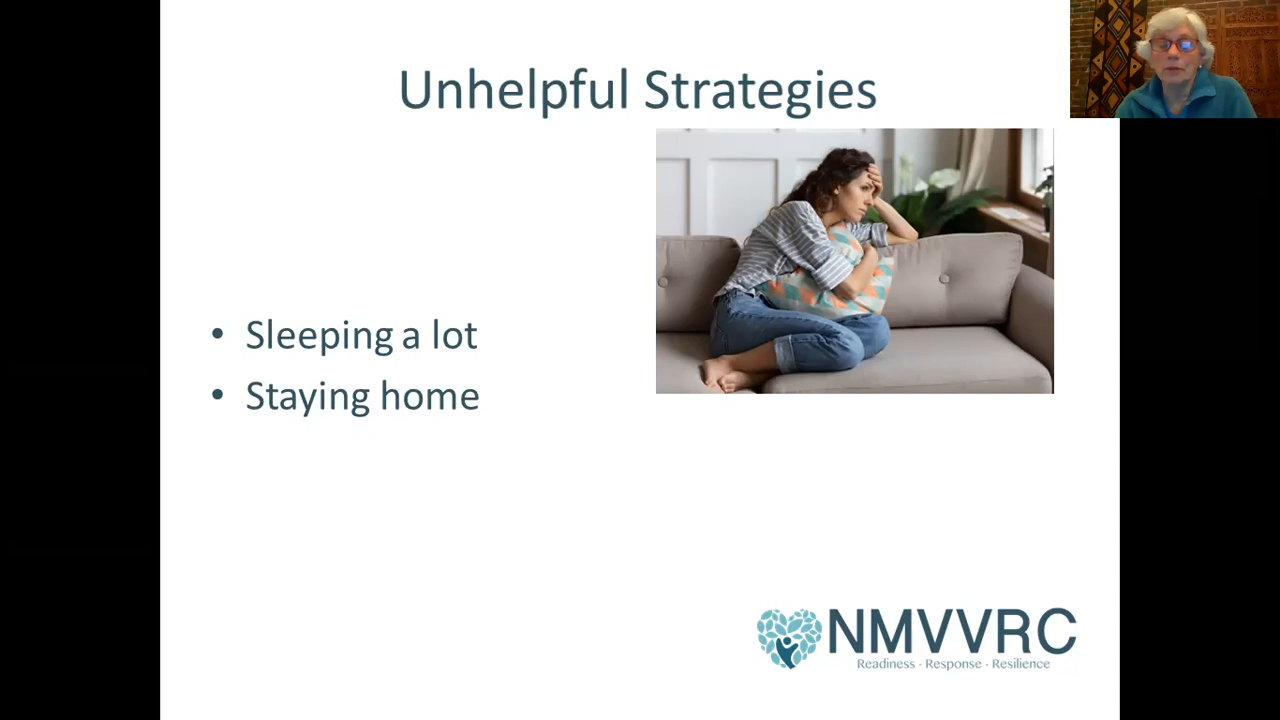 Unhelpful Strategies
• Sleeping a lot
• Staying home
NMVVRC
Readiness · Response · Resilience